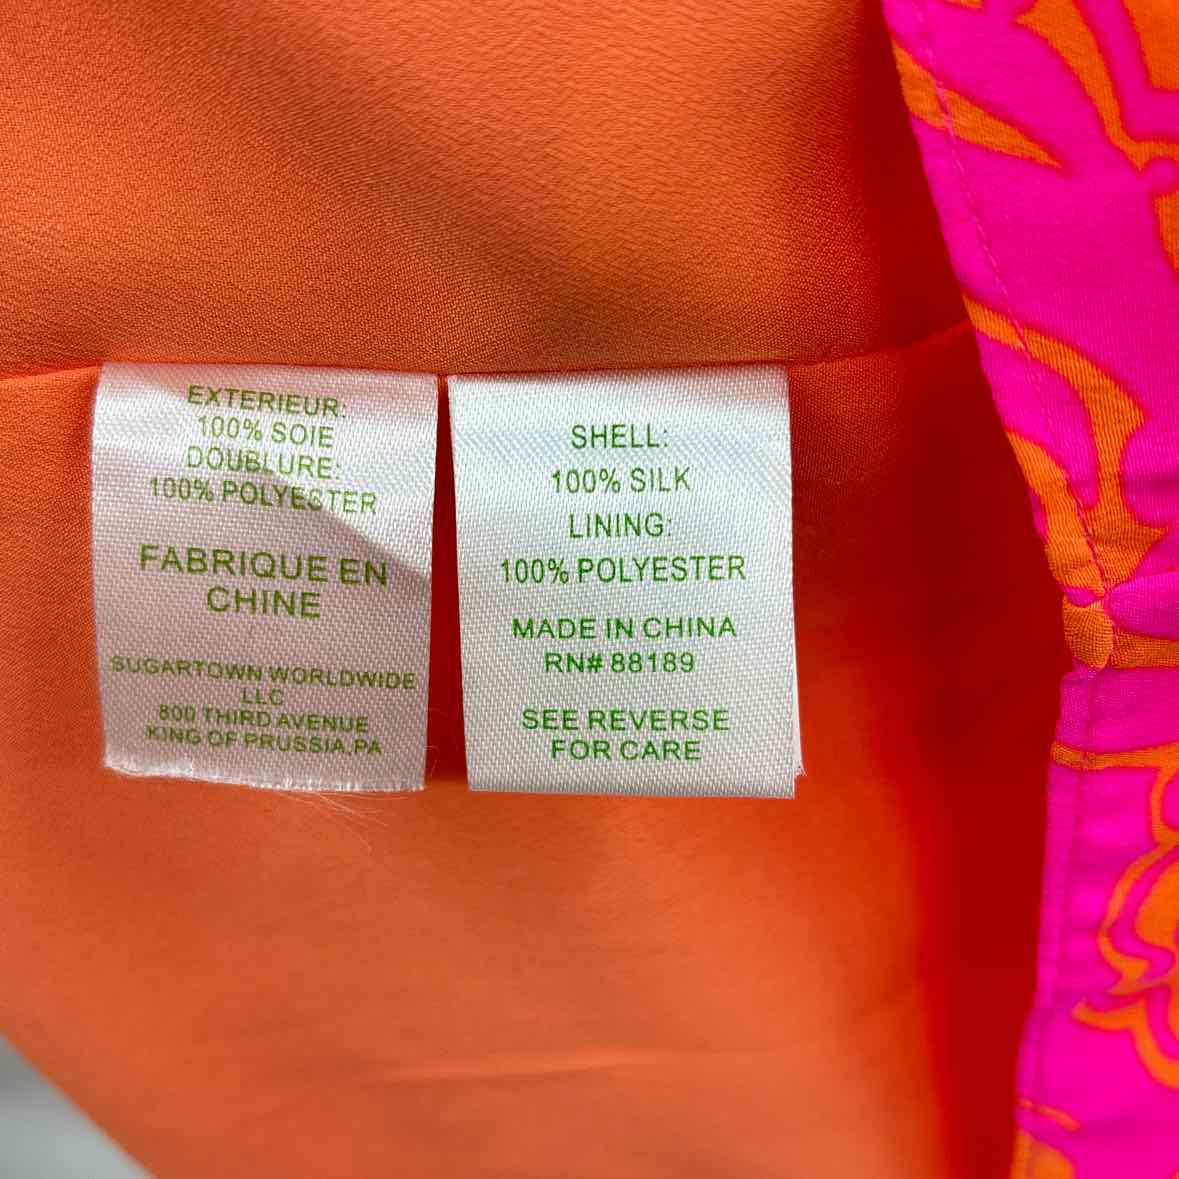 EXTERIEUR:
100% SOIE
DOUBLURE:
100% POLYESTER
FABRIQUE EN
CHINE
SUGARTOWN WORLDWIDE
LLC
800 THIRD AVENUE
KING OF PRUSSIA,PA
SHELL:
100% SILK
LINING:
100% POLYESTER
MADE IN CHINA
RN# 88189
SEE REVERSE
FOR CARE